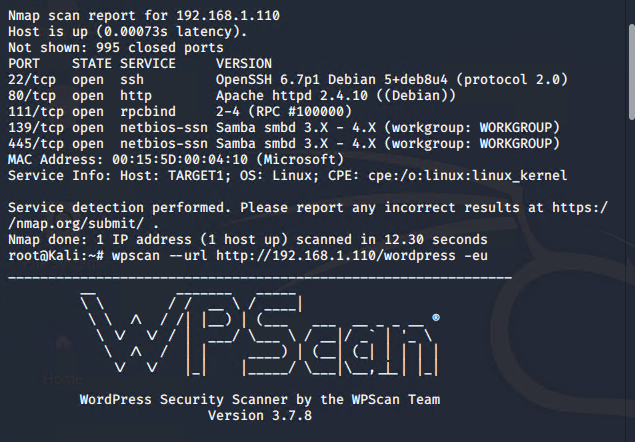 Nmap scan report for 192.168.1.110
Host is up (0.00073s latency).
Not shown: 995 closed ports
PORT    STATE SERVICE     VERSION
22/tcp  open  ssh         OpenSSH 6.7p1 Debian 5+deb8u4 (protocol 2.0)
80/tcp  open  http        Apache httpd 2.4.10 ((Debian))
111/tcp open  rpcbind     2-4 (RPC #100000)
139/tcp open  netbios-ssn Samba smbd 3.X - 4.X (workgroup: WORKGROUP)
445/tcp open  netbios-ssn Samba smbd 3.X - 4.X (workgroup: WORKGROUP)
MAC Address: 00:15:5D:00:04:10 (Microsoft)
Service Info: Host: TARGET1; OS: Linux; CPE: cpe:/o:linux:linux_kernel
Service detection performed. Please report any incorrect results at https:/
/nmap.org/submit/ .
Nmap done: 1 IP address (1 host up) scanned in 12.30 seconds
root@Kali:~# wpscan --url http://192.168.1.110/wordpress -eu
WPScan ®
Home
WordPress Security Scanner by the WPScan Team
Version 3.7.8